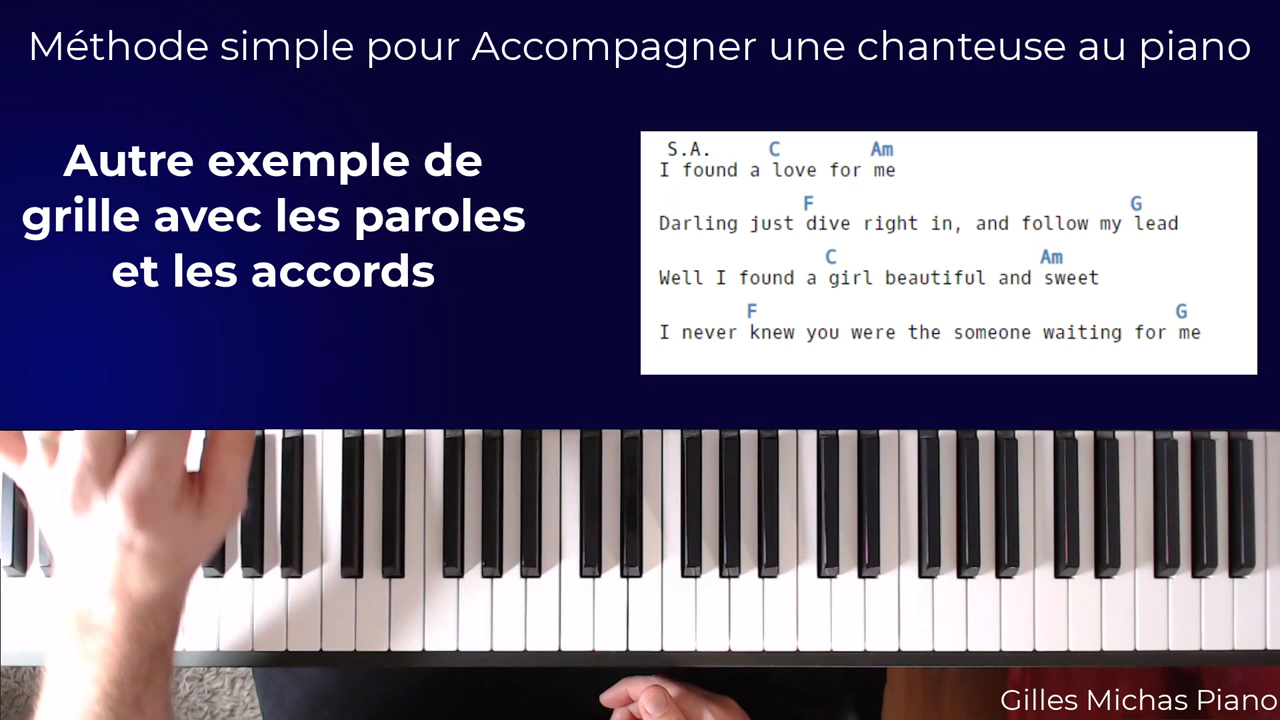 Méthode simple pour Accompagner une chanteuse au piano
Autre exemple de
grille avec les paroles
et les accords
S.A. C Am
I found a love for me
F G
Darling just dive right in, and follow my lead
C Am
Well I found a girl beautiful and sweet
F G
I never knew you were the someone waiting for me
Gilles Michas Piano